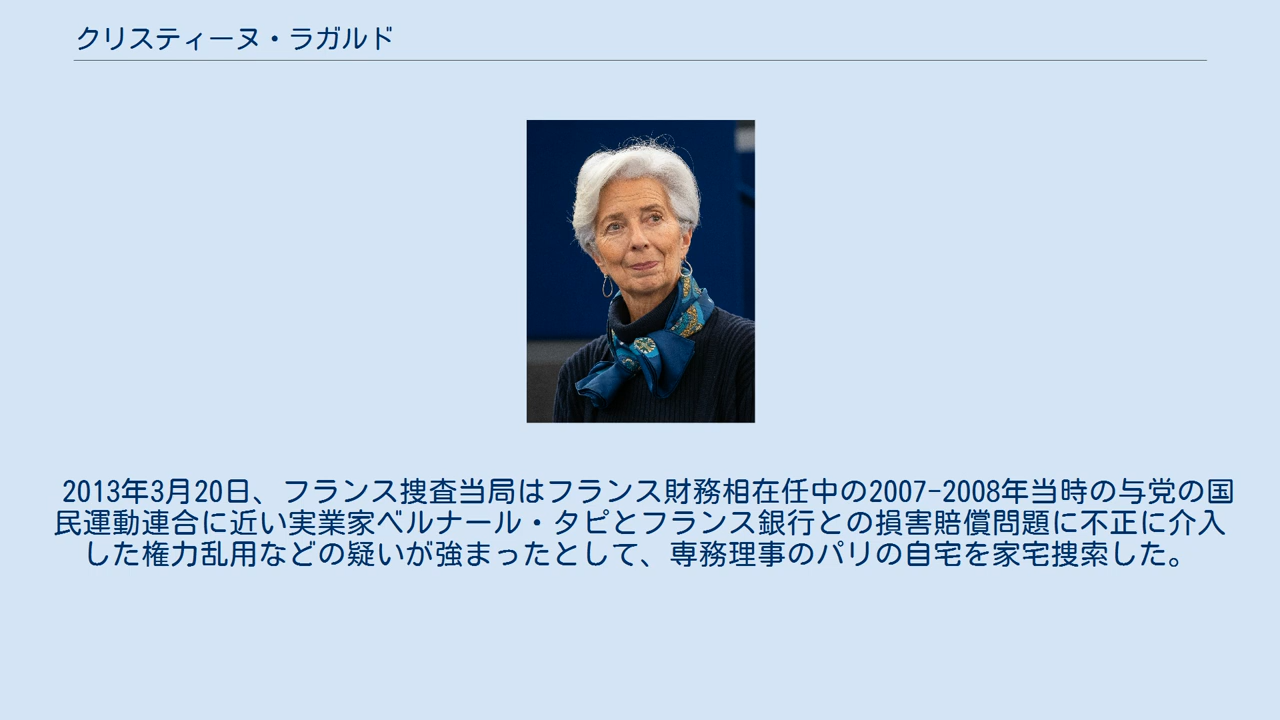 クリスティーヌ・ラガルド
2013年3月20日、フランス捜査当局はフランス財務相在任中の2007-2008年当時の与党の国
民運動連合に近い実業家ベルナール・タピとフランス銀行との損害賠償問題に不正に介入
した権力乱用などの疑いが強まったとして、専務理事のパリの自宅を家宅捜索した。